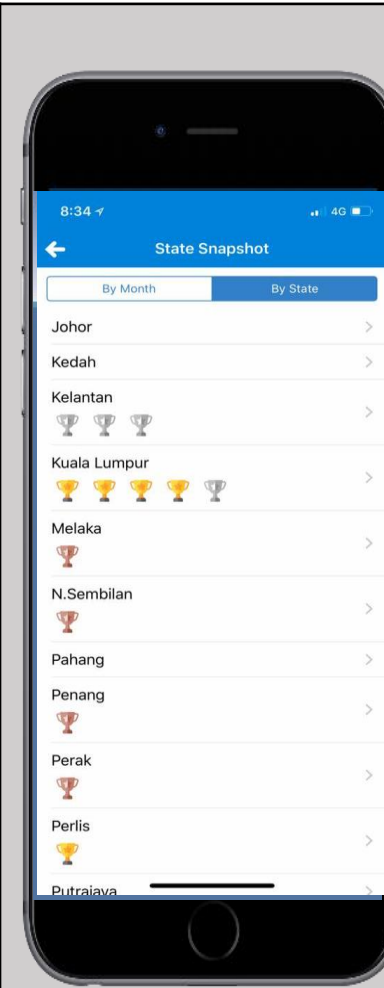 8:34
4G
State Snapshot
By Month
By State
Johor
Kedah
Kelantan
Kuala Lumpur
Melaka
N.Sembilan
Pahang
Penang
Perak
Perlis
Putrajaya